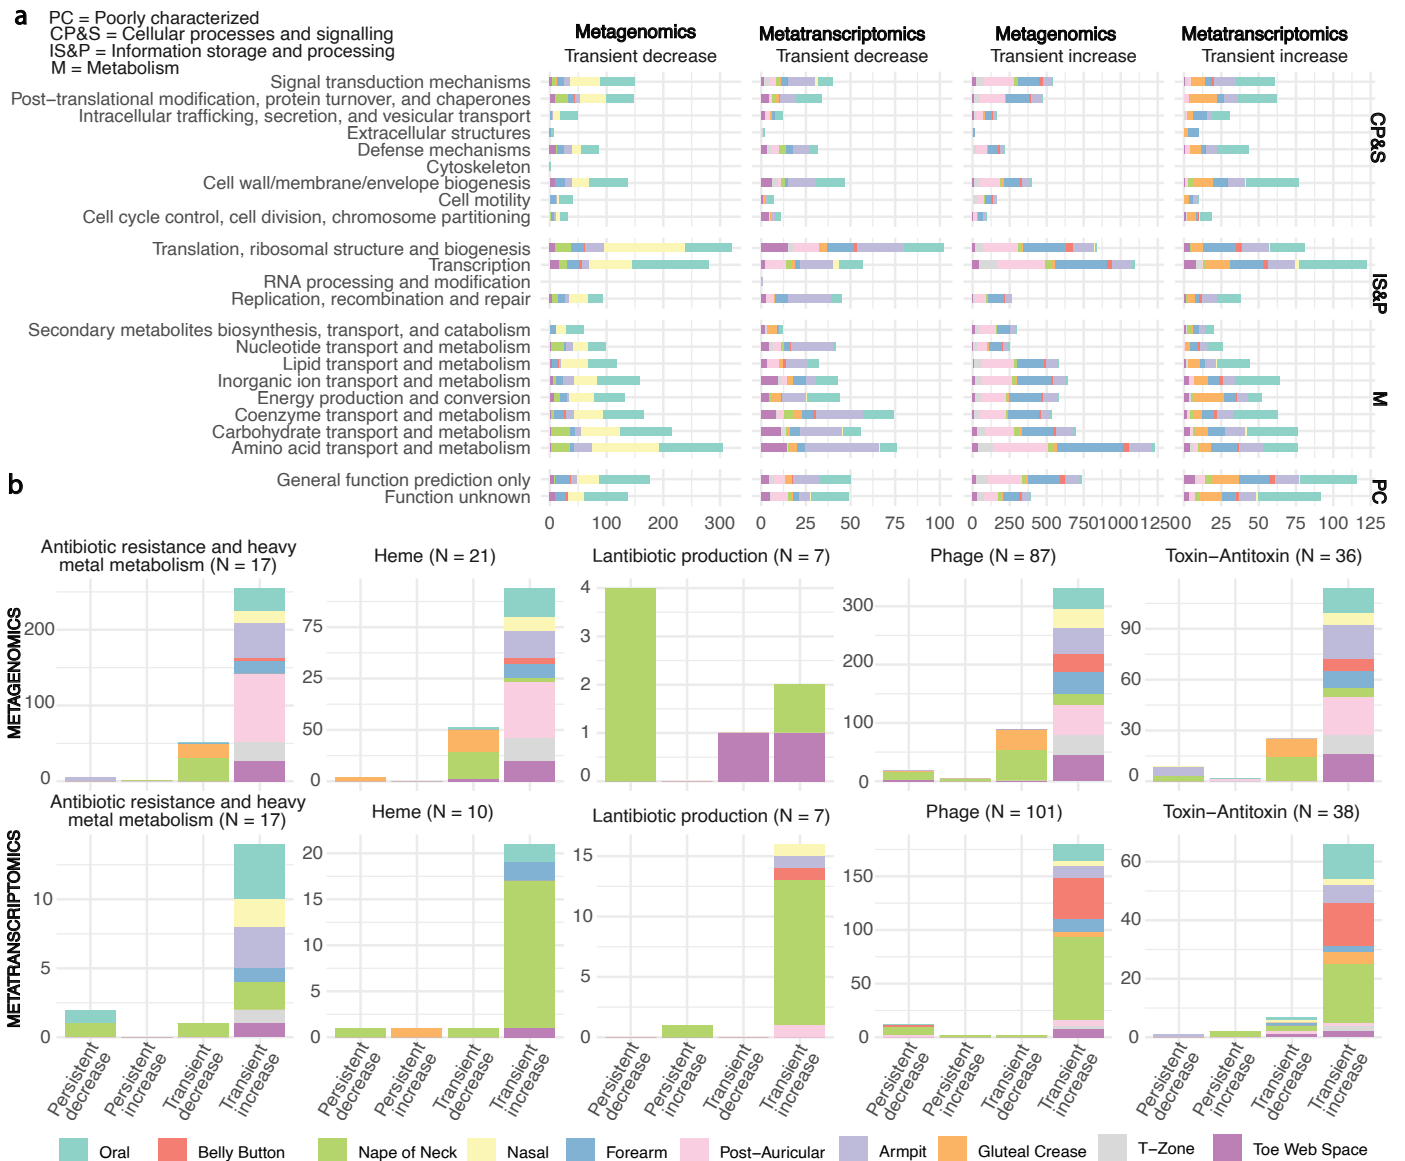 a
PC = Poorly characterized
CP&S = Cellular processes and signalling
IS&P = Information storage and processing
M = Metabolism
Metagenomics
Transient decrease
Metatranscriptomics
Transient decrease
Metagenomics
Transient increase
Metatranscriptomics
Transient increase
Signal transduction mechanisms
Post−translational modification, protein turnover, and chaperones
Intracellular trafficking, secretion, and vesicular transport
Extracellular structures
Defense mechanisms
Cytoskeleton
Cell wall/membrane/envelope biogenesis
Cell motility
Cell cycle control, cell division, chromosome partitioning
CP&S
Translation, ribosomal structure and biogenesis
Transcription
RNA processing and modification
Replication, recombination and repair
IS&P
Secondary metabolites biosynthesis, transport, and catabolism
Nucleotide transport and metabolism
Lipid transport and metabolism
Inorganic ion transport and metabolism
Energy production and conversion
Coenzyme transport and metabolism
Carbohydrate transport and metabolism
Amino acid transport and metabolism
M
General function prediction only
Function unknown
PC
0 100 200 300
0 25 50 75 100
0 250 500 750 1000 1250
0 25 50 75 100 125
b
METAGENOMICS
Antibiotic resistance and heavy
metal metabolism (N = 17)
200
100
0
Heme (N = 21)
75
25
50
0
Lantibiotic production (N = 7)
4
3
2
1
0
Phage (N = 87)
300
200
100
0
Toxin−Antitoxin (N = 36)
90
60
30
0
METATRANSCRIPTOMICS
Antibiotic resistance and heavy
metal metabolism (N = 17)
10
5
0
Heme (N = 10)
20
15
10
5
0
Lantibiotic production (N = 7)
15
10
5
0
Phage (N = 101)
150
100
50
0
Toxin−Antitoxin (N = 38)
60
40
20
0
Persistent
decrease
Persistent
increase
Transient
decrease
Transient
increase
Persistent
decrease
Persistent
increase
Transient
decrease
Transient
increase
Persistent
decrease
Persistent
increase
Transient
decrease
Transient
increase
Persistent
decrease
Persistent
increase
Transient
decrease
Transient
increase
Persistent
decrease
Persistent
increase
Transient
decrease
Transient
increase
Oral Belly Button Nape of Neck Nasal Forearm Post−Auricular Armpit Gluteal Crease T−Zone Toe Web Space